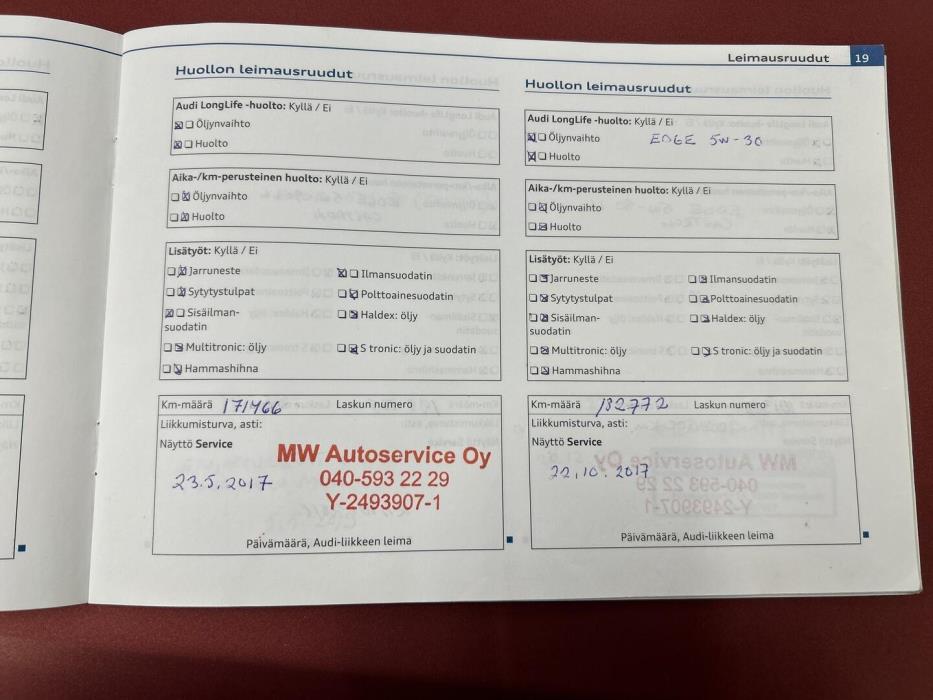 Leimausruudut 19
Huollon leimausruudut
Audi LongLife -huolto: Kyllä / Ei
Öljynvaihto
Huolto
Aika-/km-perusteinen huolto: Kyllä / Ei
Öljynvaihto
Huolto
Lisätyöt: Kyllä / Ei
Jarruneste
Ilmansuodatin
Sytytystulpat
Polttoainesuodatin
Sisäilman-
suodatin
Haldex: öljy
Multitronic: öljy
S tronic: öljy ja suodatin
Hammashihna
Km-määrä 171466 Laskun numero
Liikkumisturva, asti:
Näyttö Service
MW Autoservice Oy
040-593 22 29
Y-2493907-1
23.5.2017
Päivämäärä, Audi-liikkeen leima
Huollon leimausruudut
Audi LongLife -huolto: Kyllä / Ei
Öljynvaihto EDGE 5W-30
Huolto
Aika-/km-perusteinen huolto: Kyllä / Ei
Öljynvaihto
Huolto
Lisätyöt: Kyllä / Ei
Jarruneste
Ilmansuodatin
Sytytystulpat
Polttoainesuodatin
Sisäilman-
suodatin
Haldex: öljy
Multitronic: öljy
S tronic: öljy ja suodatin
Hammashihna
Km-määrä 182772 Laskun numero
Liikkumisturva, asti:
Näyttö Service
22.10.2017
Päivämäärä, Audi-liikkeen leima